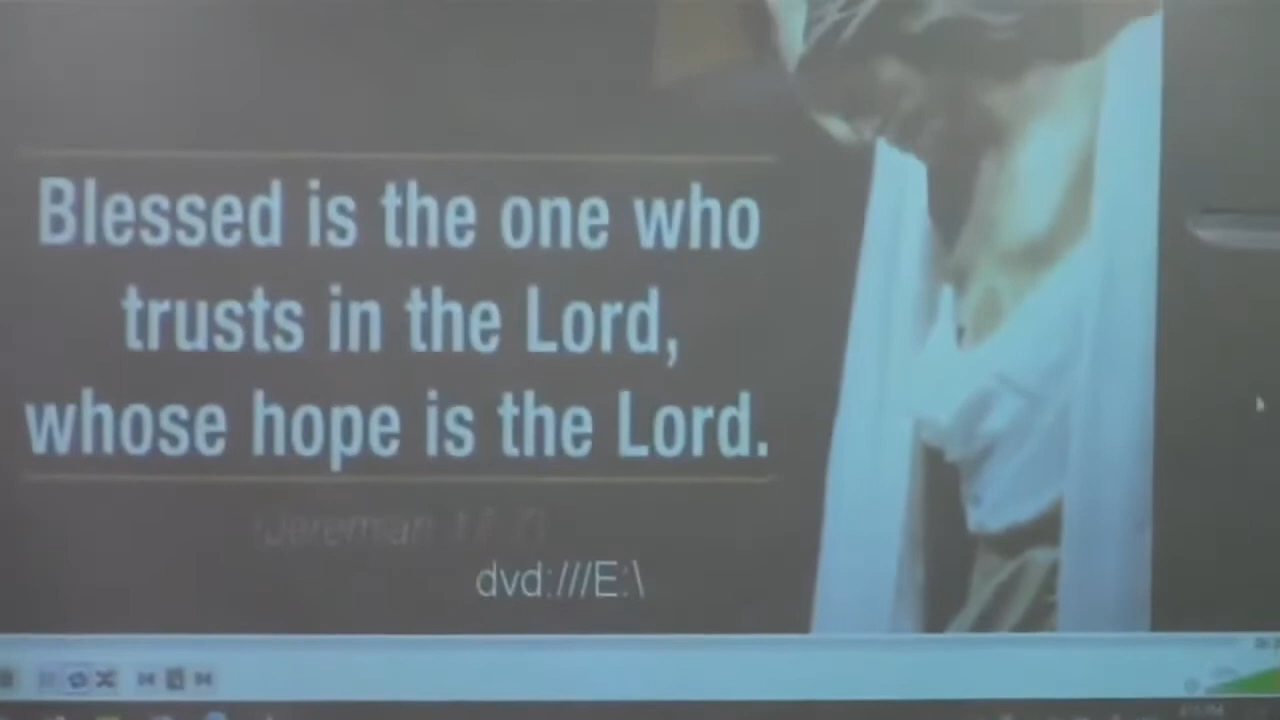 Blessed is the one who
trusts in the Lord,
whose hope is the Lord.
dvd:///E:\